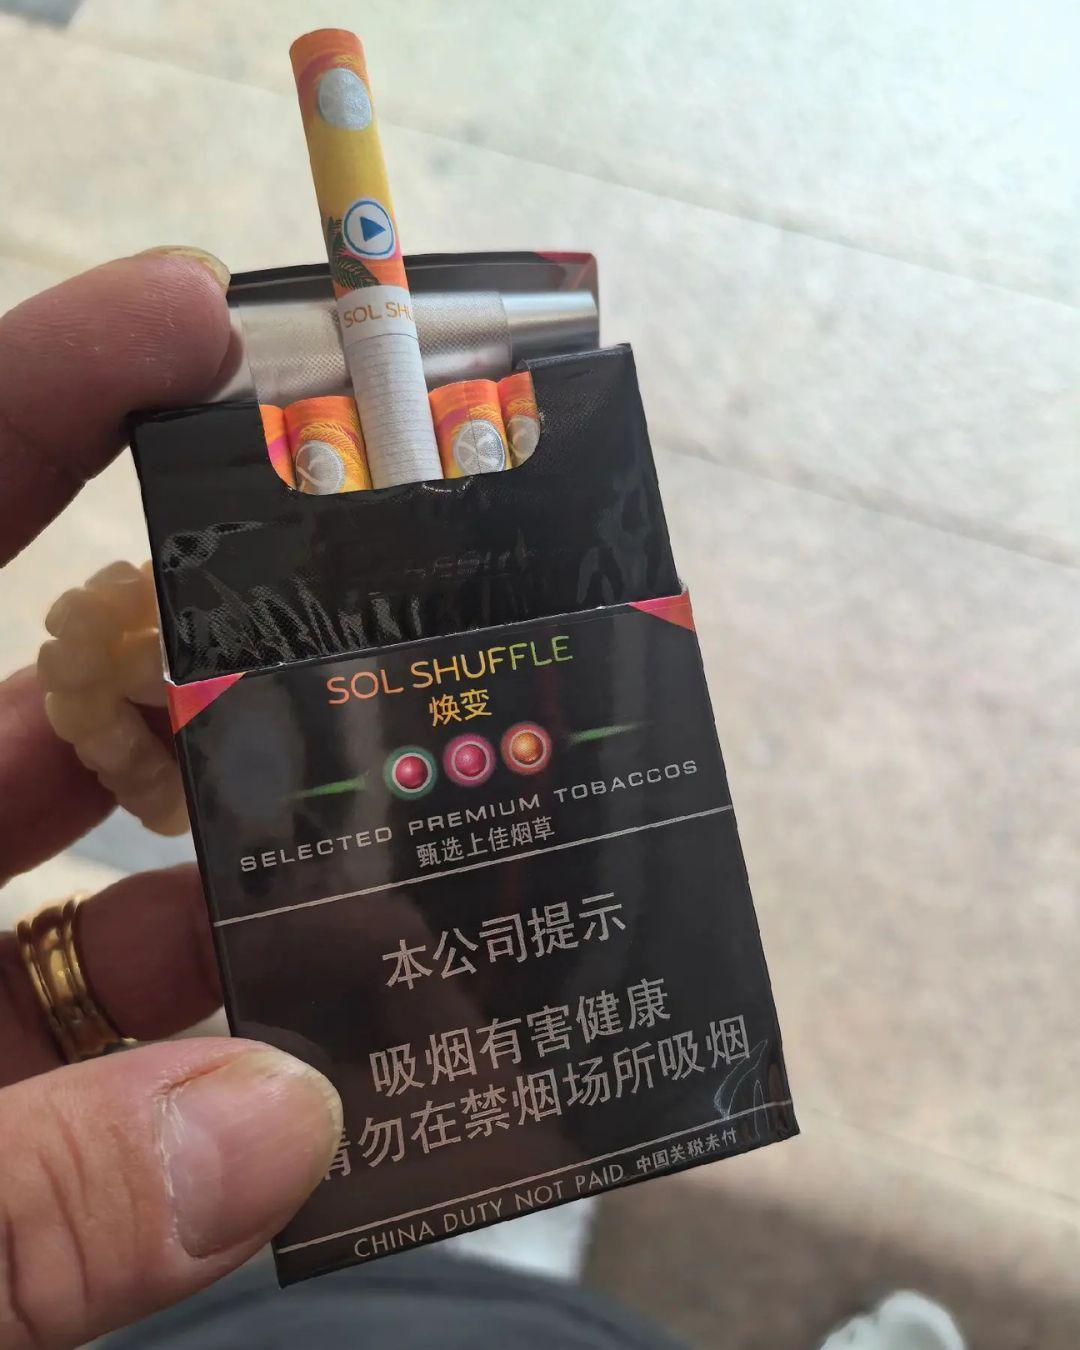 SOL SHU
SOL SHUFFLE
焕变
SELECTED PREMIUM TOBACCOS
甄选上佳烟草
本公司提示
吸烟有害健康
请勿在禁烟场所吸烟
CHINA DUTY NOT PAID 中国关税未付